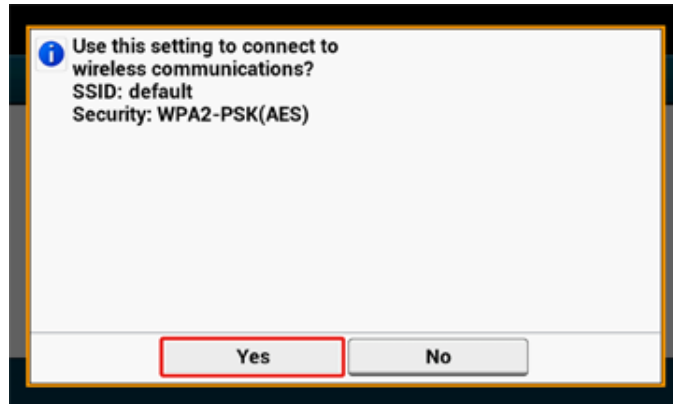 Use this setting to connect to
wireless communications?
SSID: default
Security: WPA2-PSK(AES)
Yes
No